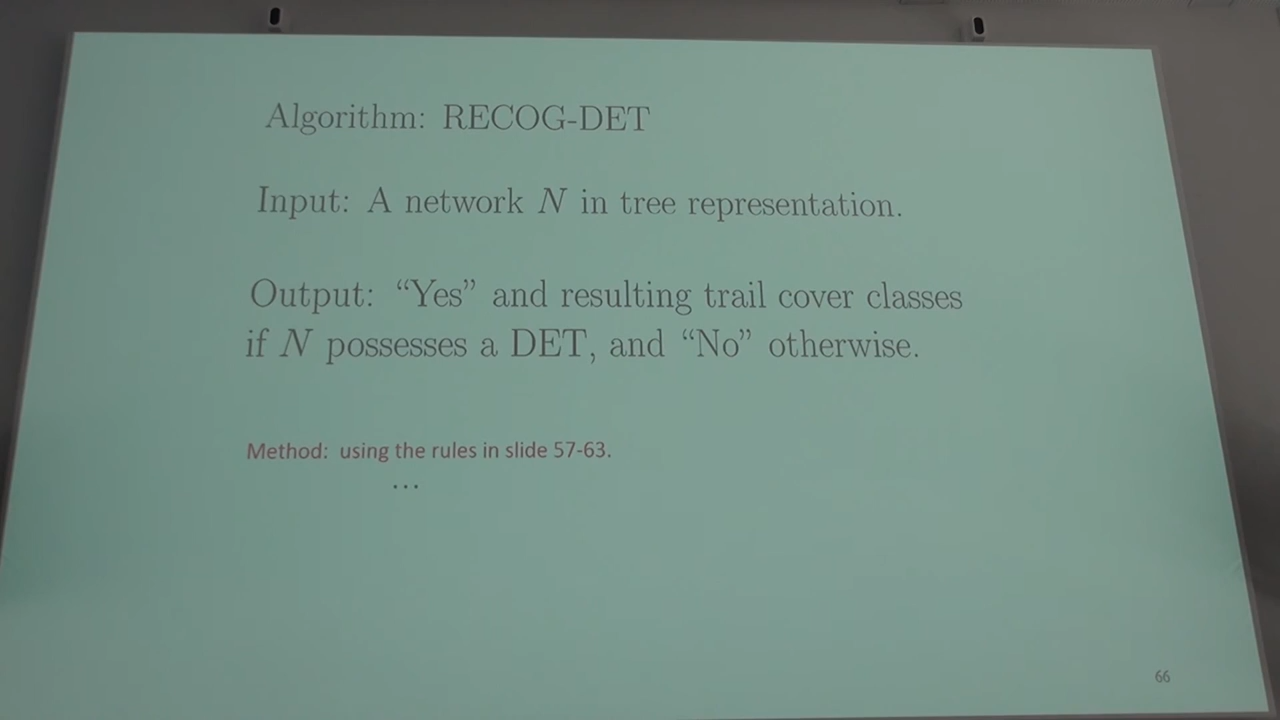 Algorithm: RECOG-DET
Input: A network N in tree representation.
Output: “Yes” and resulting trail cover classes
if N possesses a DET, and “No” otherwise.
Method: using the rules in slide 57-63.
...
66